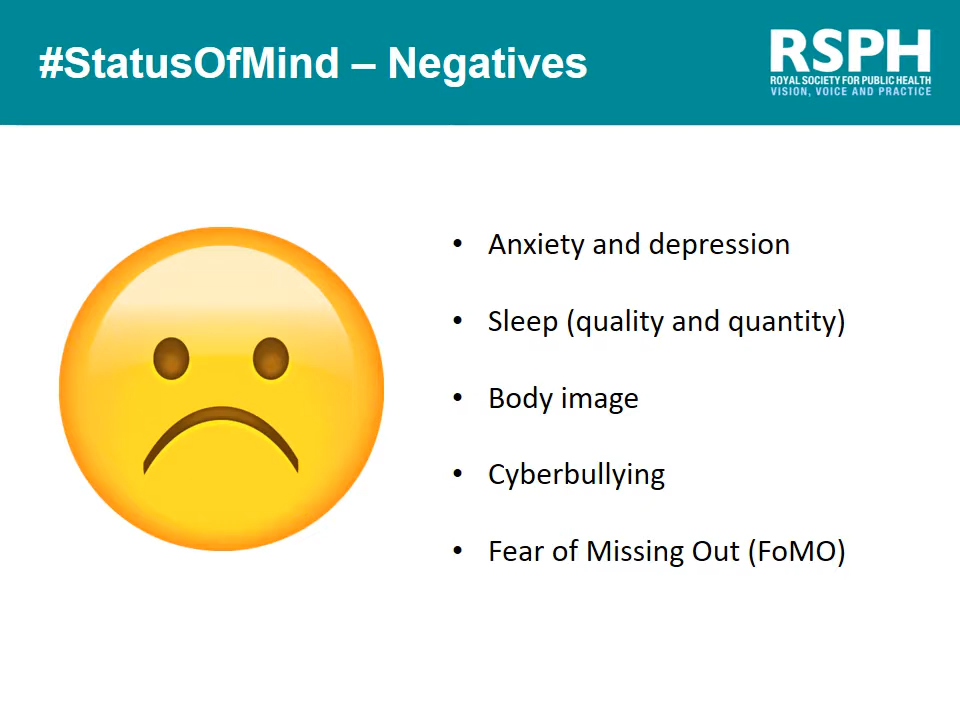 #StatusOfMind – Negatives
RSPH
ROYAL SOCIETY FOR PUBLIC HEALTH
VISION, VOICE AND PRACTICE
• Anxiety and depression
• Sleep (quality and quantity)
• Body image
• Cyberbullying
• Fear of Missing Out (FoMO)